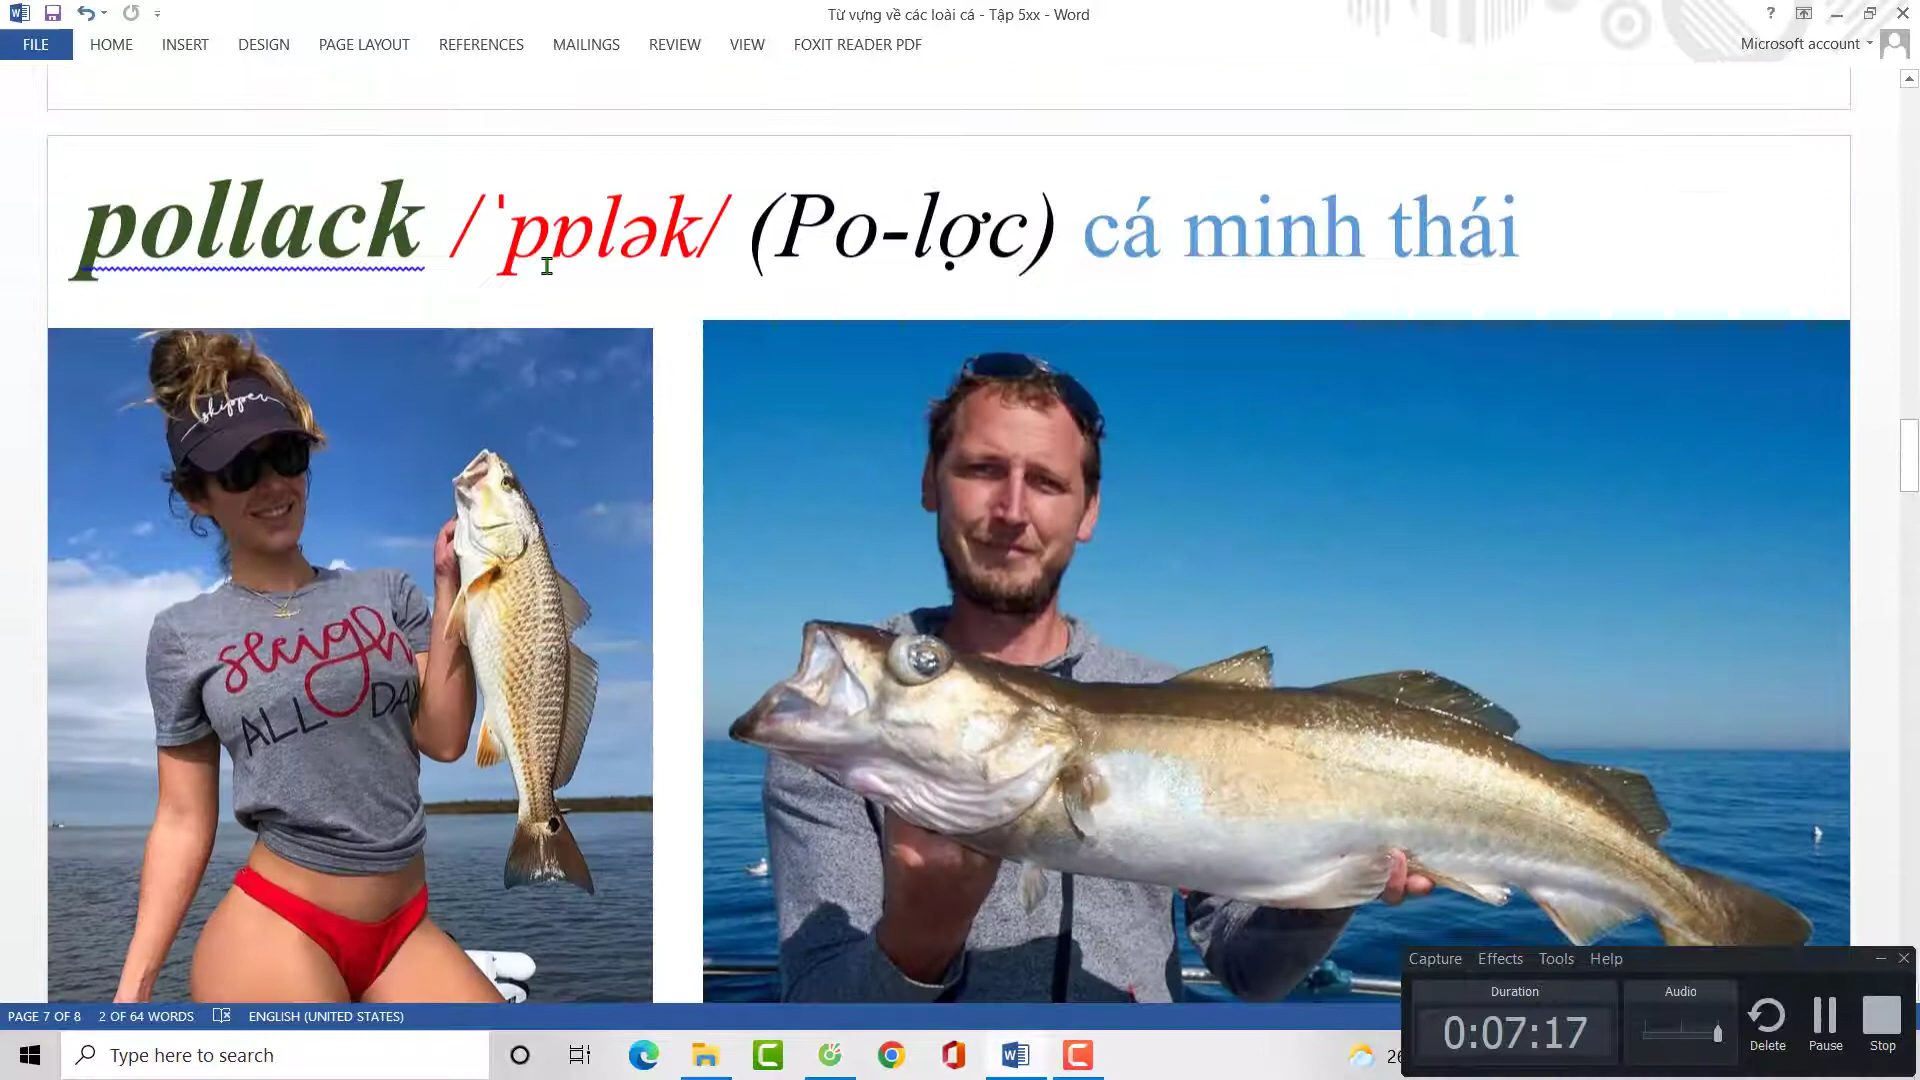 Từ vựng về các loài cá - Tập 5xx - Word
FILE HOME INSERT DESIGN PAGE LAYOUT REFERENCES MAILINGS REVIEW VIEW FOXIT READER PDF
Microsoft account
pollack /ˈpɒlək/ (Po-lợc) cá minh thái
skipper
sleigh
ALL DAY
Capture Effects Tools Help
Duration
Audio
0:07:17
Delete Pause Stop
PAGE 7 OF 8 2 OF 64 WORDS ENGLISH (UNITED STATES)
Type here to search
26